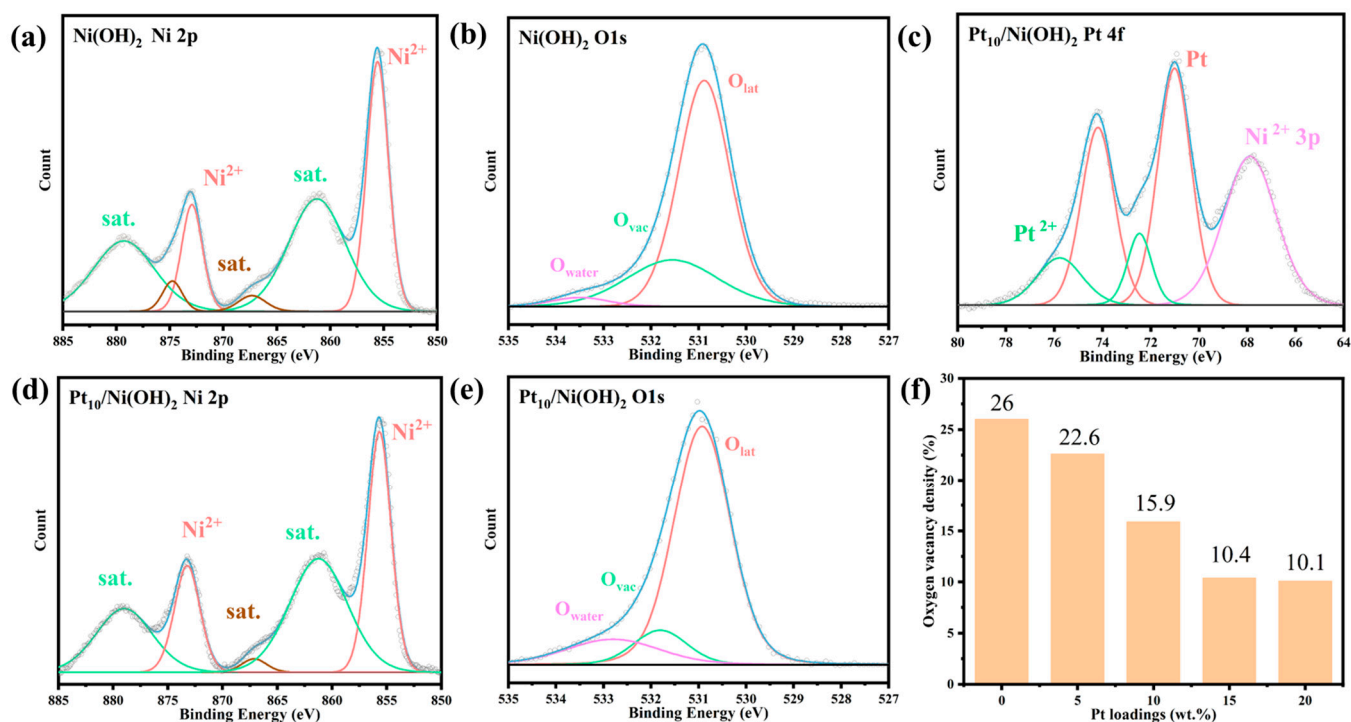 (a)
Ni(OH)₂ Ni 2p
Ni²⁺
Ni²⁺
sat.
sat.
sat.
Count
885 880 875 870 865 860 855 850
Binding Energy (eV)
(b)
Ni(OH)₂ O1s
O_lat
O_vac
O_water
Count
535 534 533 532 531 530 529 528 527
Binding Energy (eV)
(c)
Pt₁₀/Ni(OH)₂ Pt 4f
Pt
Ni²⁺ 3p
Pt²⁺
Count
80 78 76 74 72 70 68 66 64
Binding Energy (eV)
(d)
Pt₁₀/Ni(OH)₂ Ni 2p
Ni²⁺
Ni²⁺
sat.
sat.
sat.
Count
885 880 875 870 865 860 855 850
Binding Energy (eV)
(e)
Pt₁₀/Ni(OH)₂ O1s
O_lat
O_vac
O_water
Count
535 534 533 532 531 530 529 528 527
Binding Energy (eV)
(f)
Oxygen vacancy density (%)
30
25
20
15
10
5
0
26
22.6
15.9
10.4
10.1
0 5 10 15 20
Pt loadings (wt.%)